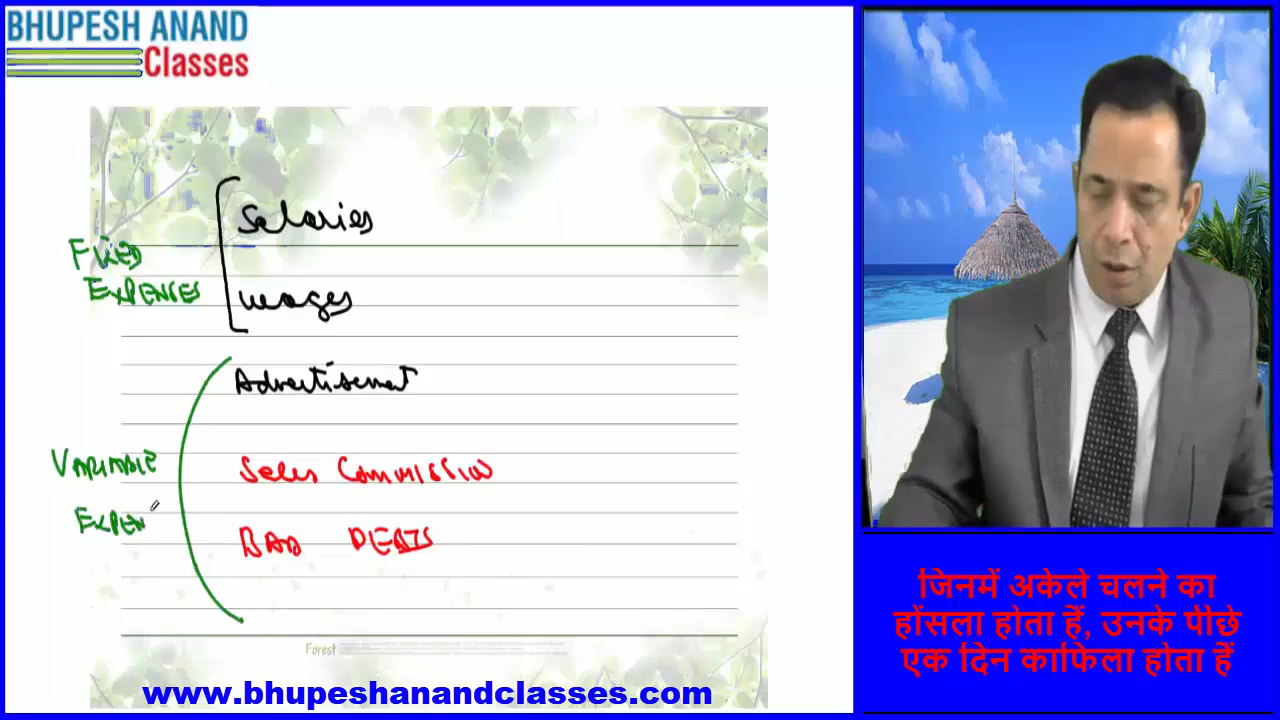 BHUPESH ANAND
Classes
Salaries
FIXED
EXPENSES
wages
Advertisement
VARIABLE
Sales COMMISSION
EXPEN
BAD DEBTS
Forest
www.bhupeshanandclasses.com
जिनमें अकेले चलने का
होंसला होता हैं, उनके पीछे
एक दिन काफिला होता हैं